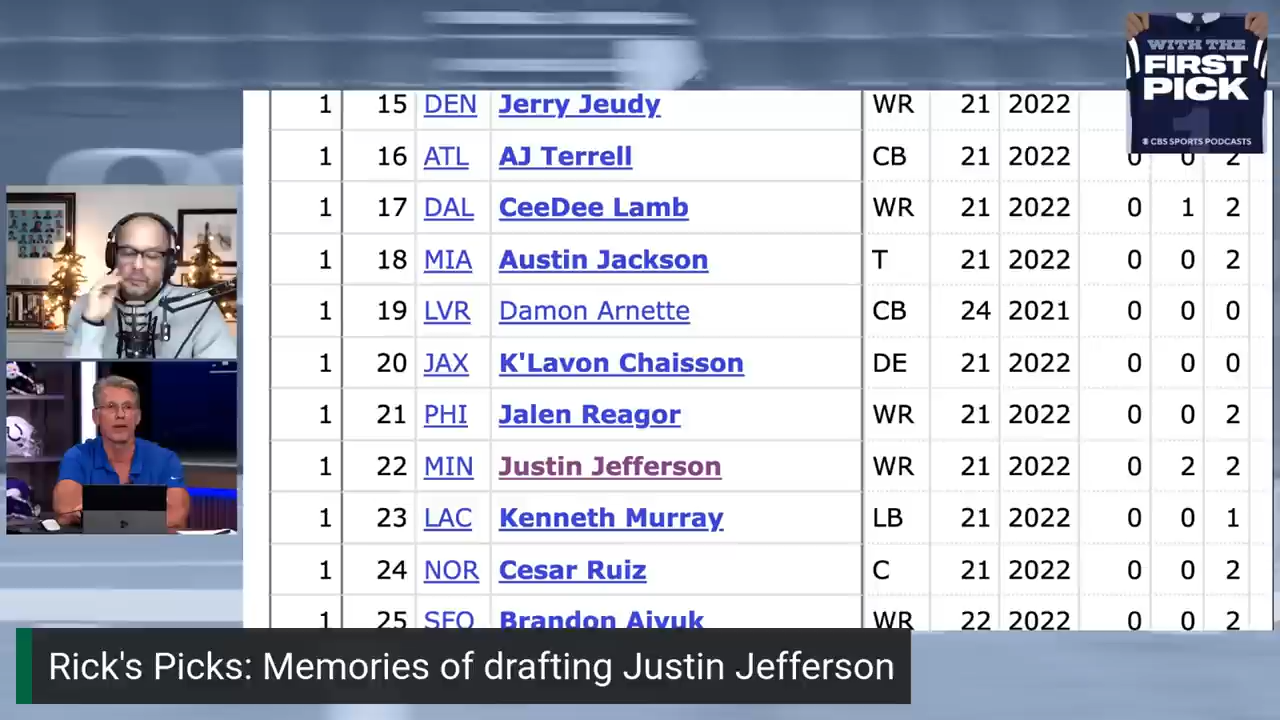 WITH THE
FIRST
PICK
CBS SPORTS PODCASTS
1 15 DEN Jerry Jeudy WR 21 2022
1 16 ATL AJ Terrell CB 21 2022 0 0 2
1 17 DAL CeeDee Lamb WR 21 2022 0 1 2
1 18 MIA Austin Jackson T 21 2022 0 0 2
1 19 LVR Damon Arnette CB 24 2021 0 0 0
1 20 JAX K'Lavon Chaisson DE 21 2022 0 0 0
1 21 PHI Jalen Reagor WR 21 2022 0 0 2
1 22 MIN Justin Jefferson WR 21 2022 0 2 2
1 23 LAC Kenneth Murray LB 21 2022 0 0 1
1 24 NOR Cesar Ruiz C 21 2022 0 0 2
1 25 SFO Brandon Aiyuk WR 22 2022 0 0 2
Rick's Picks: Memories of drafting Justin Jefferson